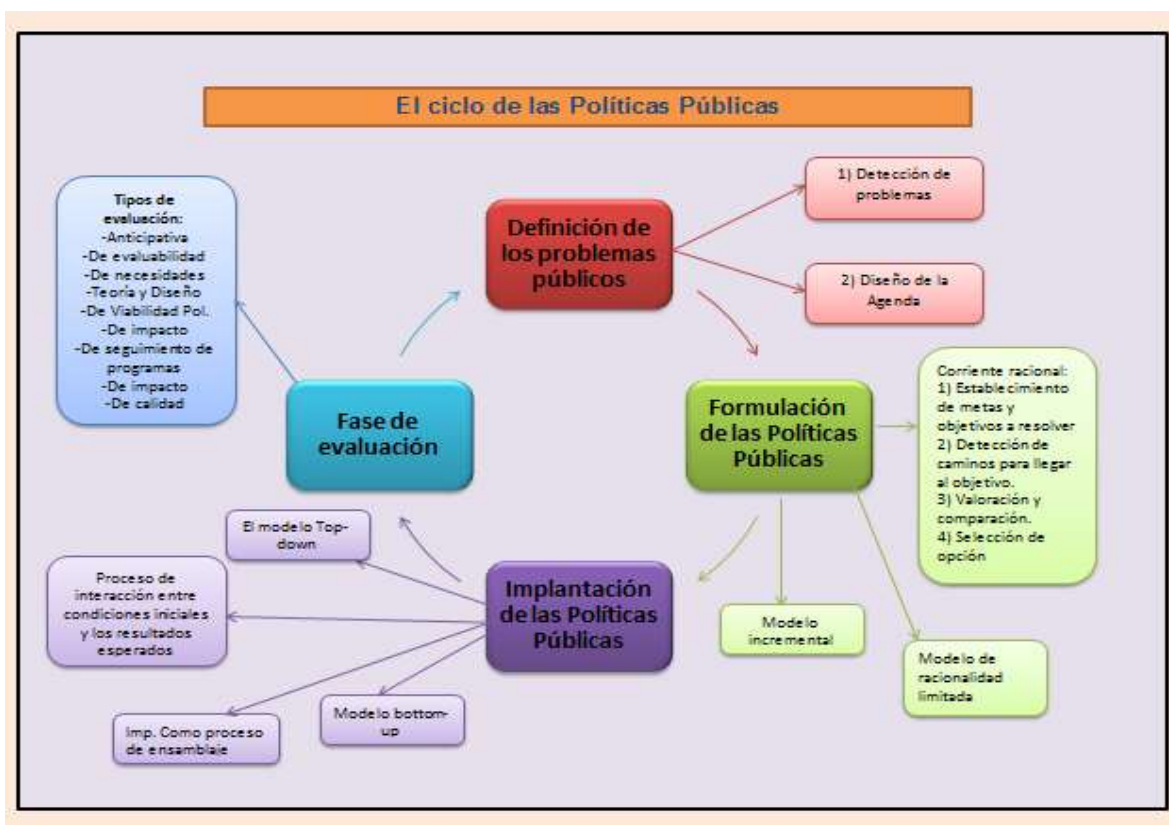 El ciclo de las Políticas Públicas
Definición de
los problemas
públicos
1) Detección de
problemas
2) Diseño de la
Agenda
Formulación
de las Políticas
Públicas
Corriente racional:
1) Establecimiento
de metas y
objetivos a resolver
2) Detección de
caminos para llegar
al objetivo.
3) Valoración y
comparación.
4) Selección de
opción
Modelo
incremental
Modelo de
racionalidad
limitada
Implantación
de las Políticas
Públicas
El modelo Top-
down
Proceso de
interacción entre
condiciones iniciales
y los resultados
esperados
Imp. Como proceso
de ensamblaje
Modelo bottom-
up
Fase de
evaluación
Tipos de
evaluación:
-Anticipativa
-De evaluabilidad
-De necesidades
-Teoría y Diseño
-De Viabilidad Pol.
-De impacto
-De seguimiento de
programas
-De impacto
-De calidad